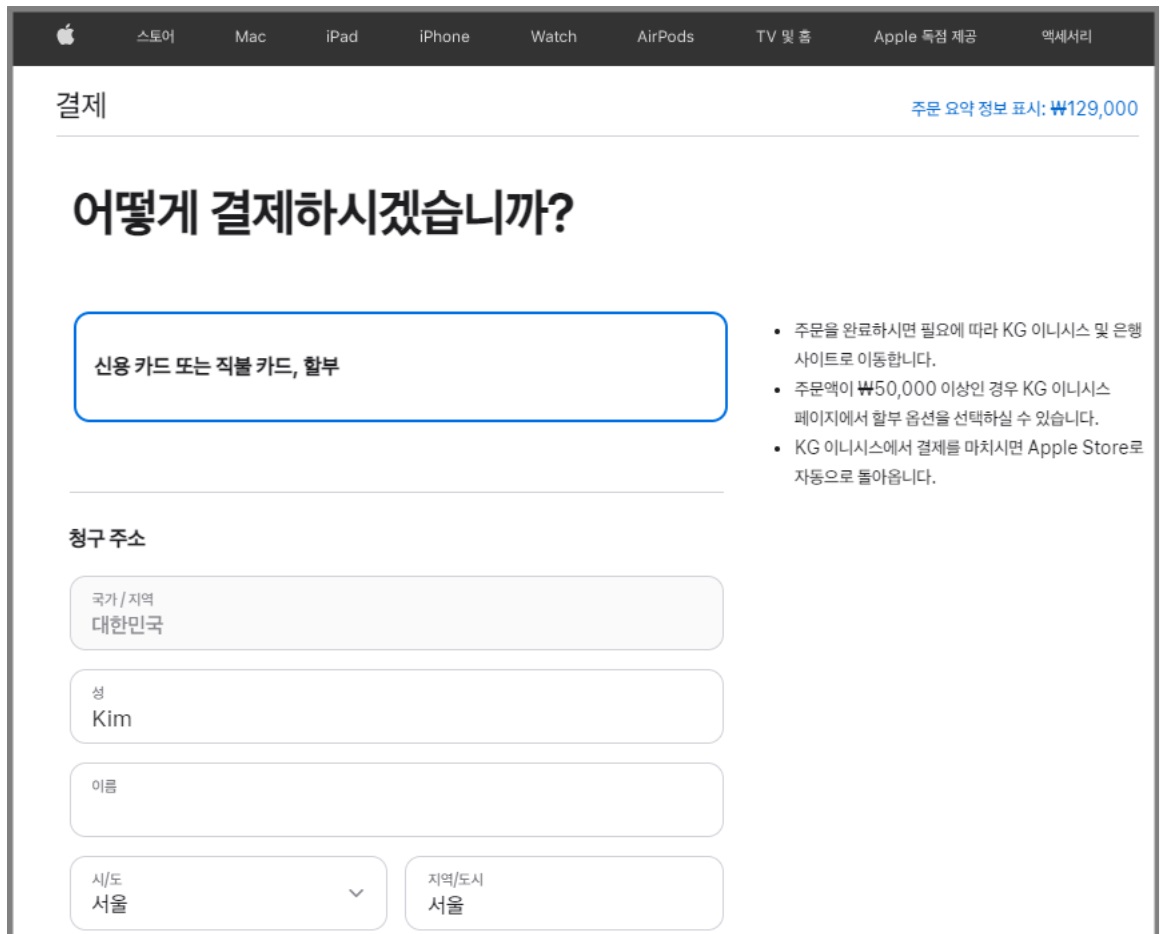 스토어 Mac iPad iPhone Watch AirPods TV 및 홈 Apple 독점 제공 액세서리
결제
주문 요약 정보 표시: ₩129,000
어떻게 결제하시겠습니까?
신용 카드 또는 직불 카드, 할부
• 주문을 완료하시면 필요에 따라 KG 이니시스 및 은행
사이트로 이동합니다.
• 주문액이 ₩50,000 이상인 경우 KG 이니시스
페이지에서 할부 옵션을 선택하실 수 있습니다.
• KG 이니시스에서 결제를 마치시면 Apple Store로
자동으로 돌아옵니다.
청구 주소
국가 / 지역
대한민국
성
Kim
이름
시/도
서울
지역/도시
서울